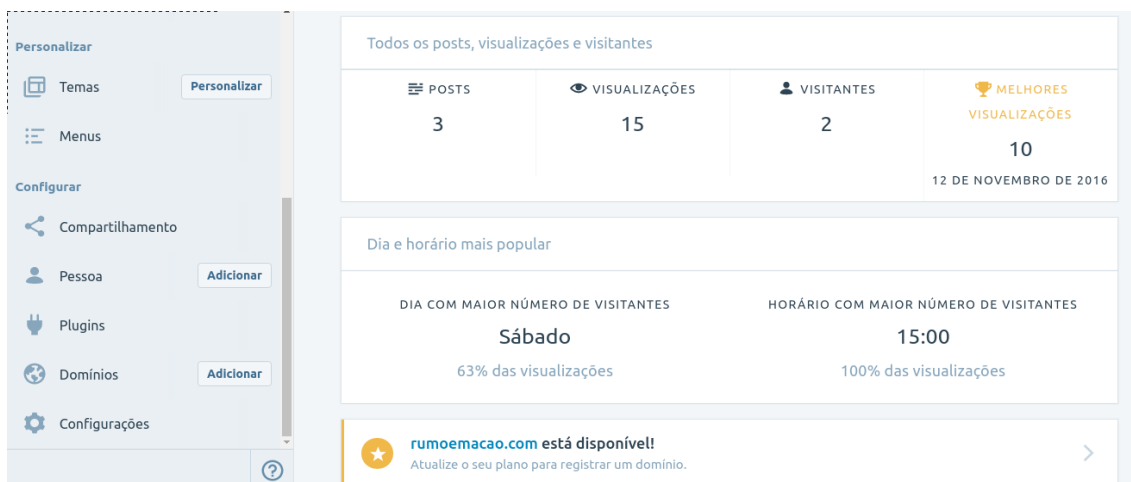 Personalizar
Temas
Personalizar
Menus
Configurar
Compartilhamento
Pessoa
Adicionar
Plugins
Domínios
Adicionar
Configurações
Todos os posts, visualizações e visitantes
POSTS
3
VISUALIZAÇÕES
15
VISITANTES
2
MELHORES
VISUALIZAÇÕES
10
12 DE NOVEMBRO DE 2016
Dia e horário mais popular
DIA COM MAIOR NÚMERO DE VISITANTES
Sábado
63% das visualizações
HORÁRIO COM MAIOR NÚMERO DE VISITANTES
15:00
100% das visualizações
rumoemacao.com está disponível!
Atualize o seu plano para registrar um domínio.